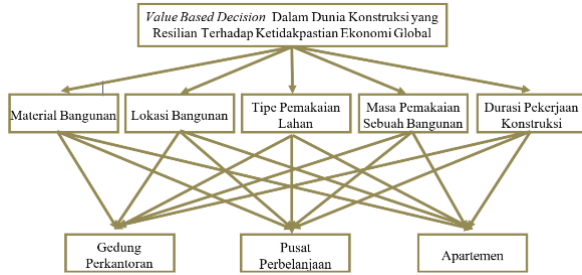 Value Based Decision Dalam Dunia Konstruksi yang
Resilian Terhadap Ketidakpastian Ekonomi Global
Material Bangunan
Lokasi Bangunan
Tipe Pemakaian
Lahan
Masa Pemakaian
Sebuah Bangunan
Durasi Pekerjaan
Konstruksi
Gedung
Perkantoran
Pusat
Perbelanjaan
Apartemen